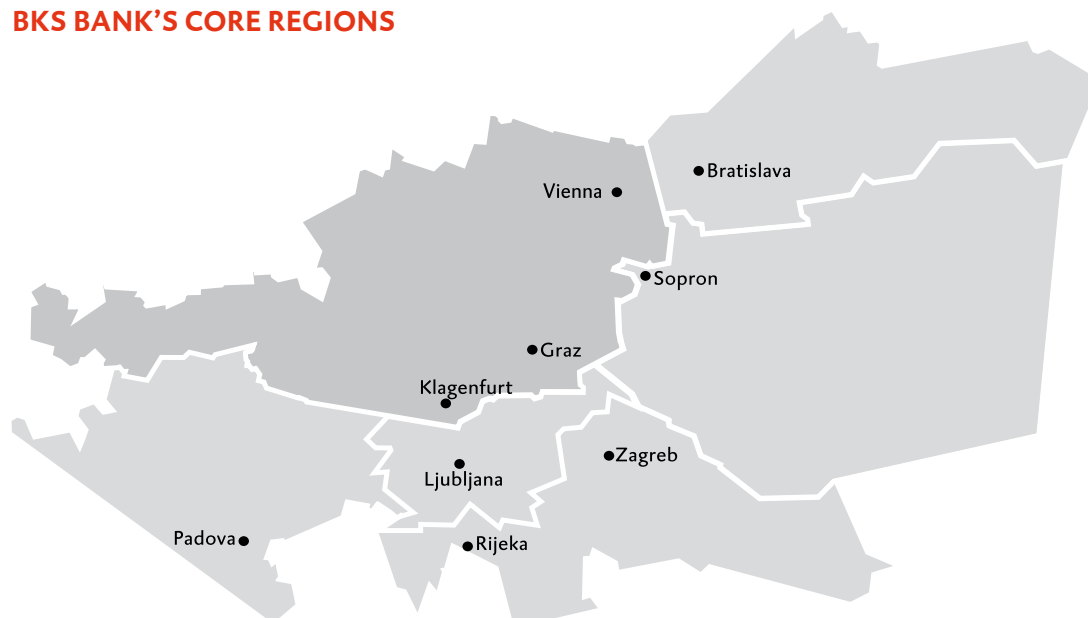 BKS BANK’S CORE REGIONS
Bratislava
Vienna
Sopron
Graz
Klagenfurt
Zagreb
Ljubljana
Padova
Rijeka